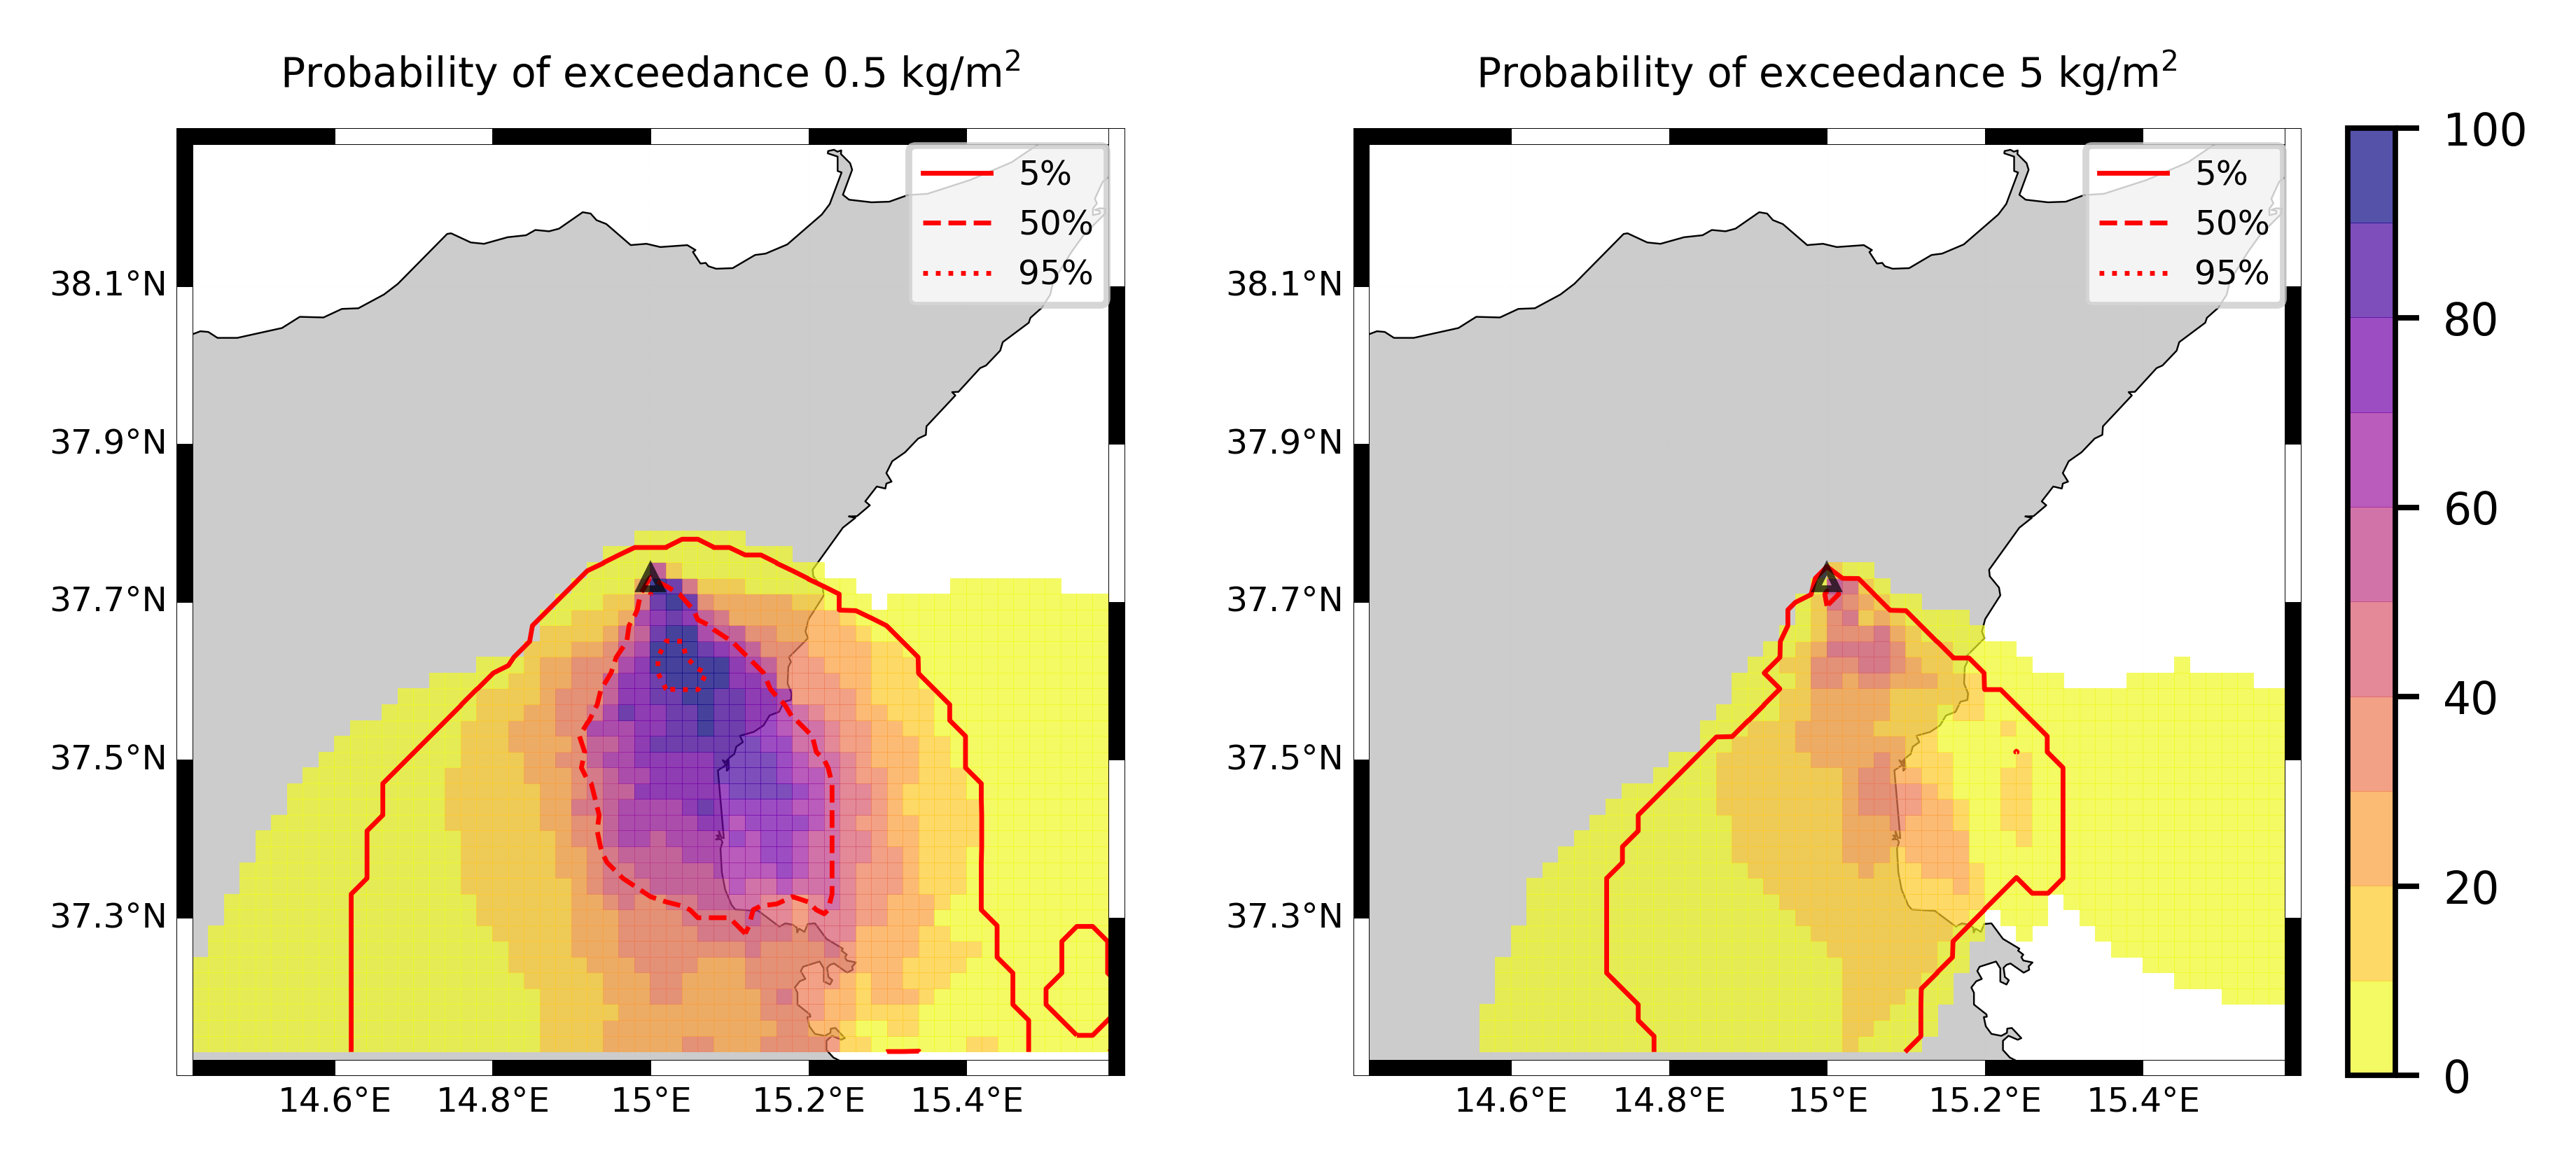 Probability of exceedance 0.5 kg/m²
5%
50%
95%
38.1°N
37.9°N
37.7°N
37.5°N
37.3°N
14.6°E 14.8°E 15°E 15.2°E 15.4°E
Probability of exceedance 5 kg/m²
5%
50%
95%
38.1°N
37.9°N
37.7°N
37.5°N
37.3°N
14.6°E 14.8°E 15°E 15.2°E 15.4°E
100
80
60
40
20
0